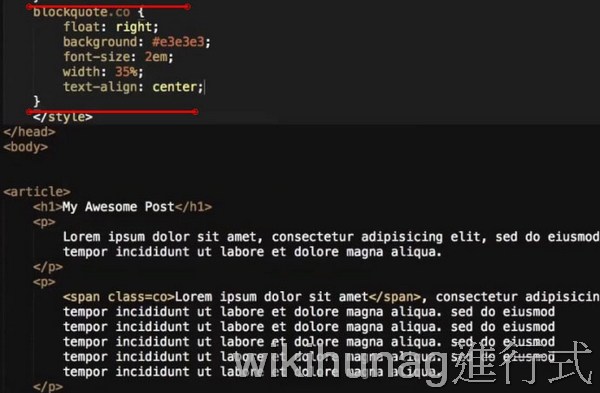 blockquote.co {
float: right;
background: #e3e3e3;
font-size: 2em;
width: 35%;
text-align: center;
}
</style>
</head>
<body>
<article>
<h1>My Awesome Post</h1>
<p>
Lorem ipsum dolor sit amet, consectetur adipisicing elit, sed do eiusmod
tempor incididunt ut labore et dolore magna aliqua.
</p>
<p>
<span class=co>Lorem ipsum dolor sit amet</span>, consectetur adipisicin
tempor incididunt ut labore et dolore magna aliqua. sed do eiusmod
tempor incididunt ut labore et dolore magna aliqua. sed do eiusmod
tempor incididunt ut labore et dolore magna aliqua. sed do eiusmod
tempor incididunt ut labore et dolore magna aliqua. sed do eiusmod
tempor incididunt ut labore et dolore magna aliqua.
</p>
wikihunag進行式